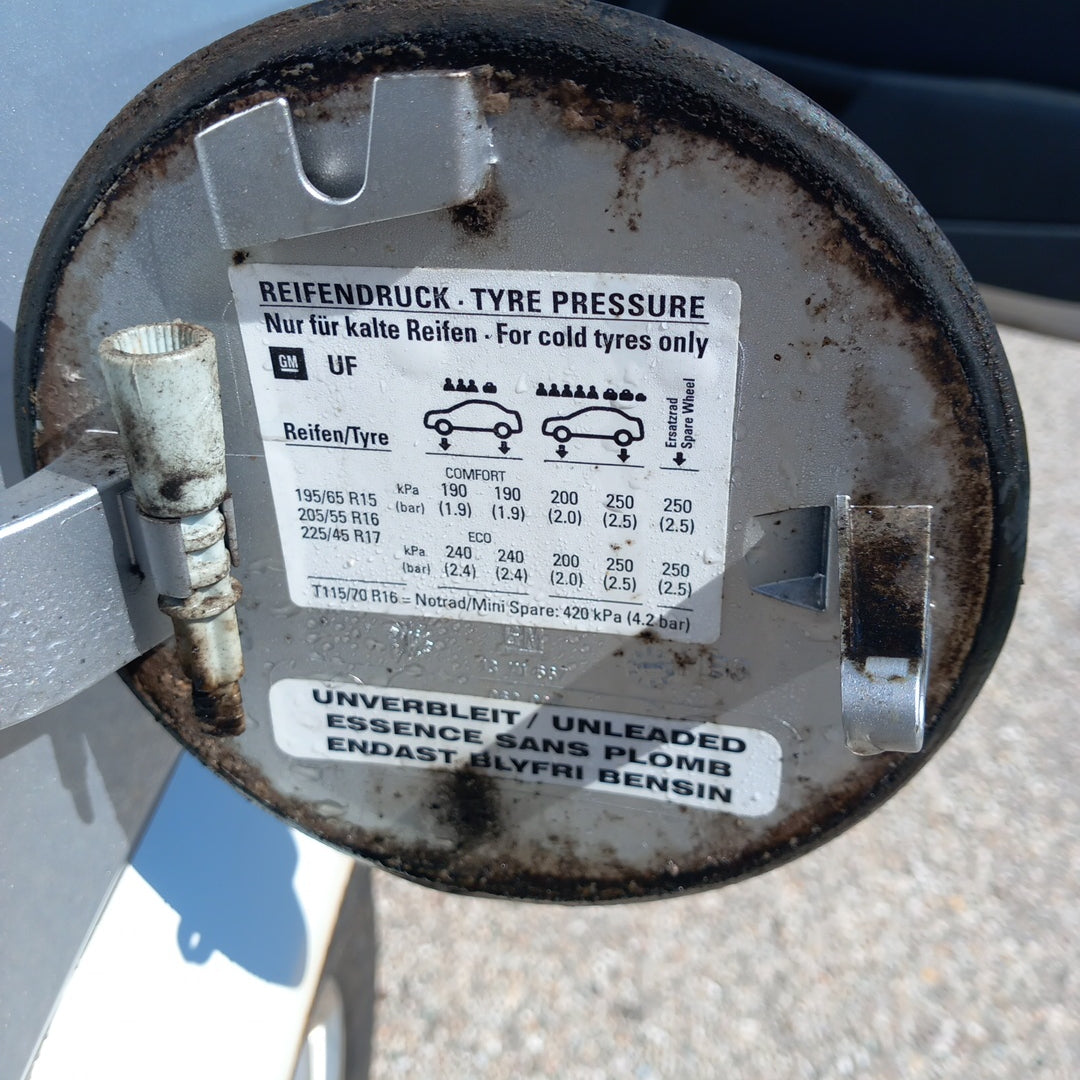 REIFENDRUCK · TYRE PRESSURE
Nur für kalte Reifen · For cold tyres only
GM UF
Ersatzrad
Spare Wheel
Reifen/Tyre
COMFORT
195/65 R15 kPa 190 190 200 250 250
205/55 R16 (bar) (1.9) (1.9) (2.0) (2.5) (2.5)
225/45 R17 ECO
kPa 240 240 200 250 250
(bar) (2.4) (2.4) (2.0) (2.5) (2.5)
T115/70 R16 = Notrad/Mini Spare: 420 kPa (4.2 bar)
GM
UNVERBLEIT / UNLEADED
ESSENCE SANS PLOMB
ENDAST BLYFRI BENSIN